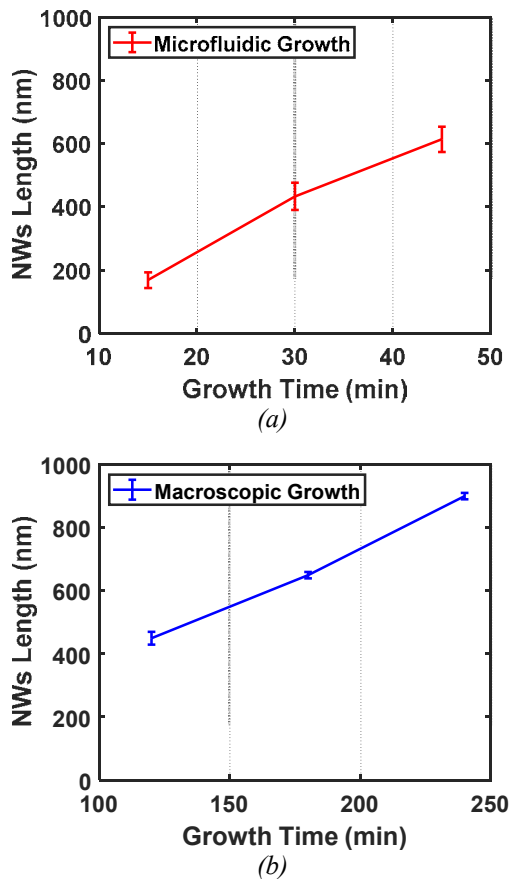 1000
Microfluidic Growth
800
600
400
200
0
NWs Length (nm)
10 20 30 40 50
Growth Time (min)
(a)
1000
Macroscopic Growth
800
600
400
200
0
NWs Length (nm)
100 150 200 250
Growth Time (min)
(b)